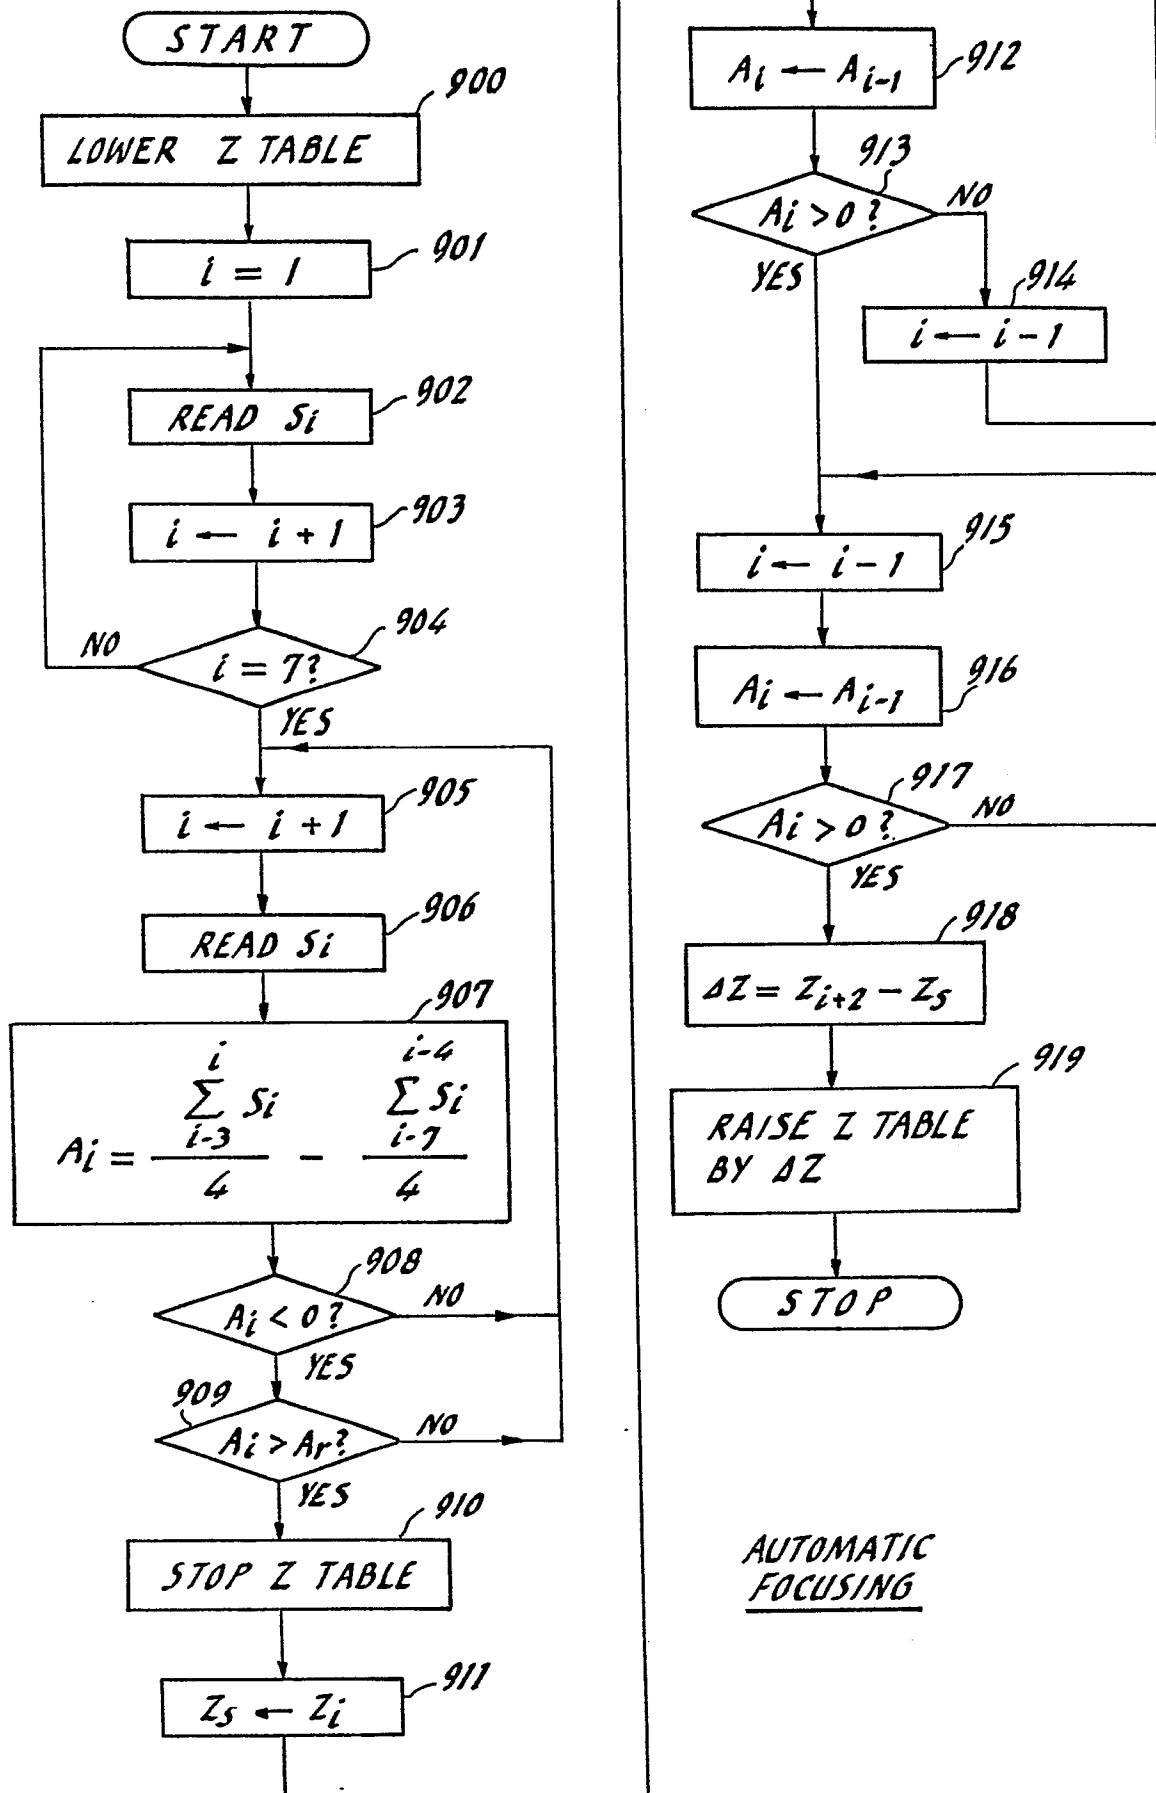 START
900
LOWER Z TABLE
901
i = 1
902
READ Si
903
i ← i + 1
904
i = 7?
NO
YES
905
i ← i + 1
906
READ Si
907
Ai = i ∑ Si i-3 / 4 – i-4 ∑ Si i-7 / 4
908
Ai < 0?
NO
YES
909
Ai > Ar?
NO
YES
910
STOP Z TABLE
911
Zs ← Zi
912
Ai ← Ai-1
913
Ai > 0?
NO
YES
914
i ← i - 1
915
i ← i - 1
916
Ai ← Ai-1
917
Ai > 0?
NO
YES
918
ΔZ = Zi+2 - Zs
919
RAISE Z TABLE
BY ΔZ
STOP
AUTOMATIC
FOCUSING